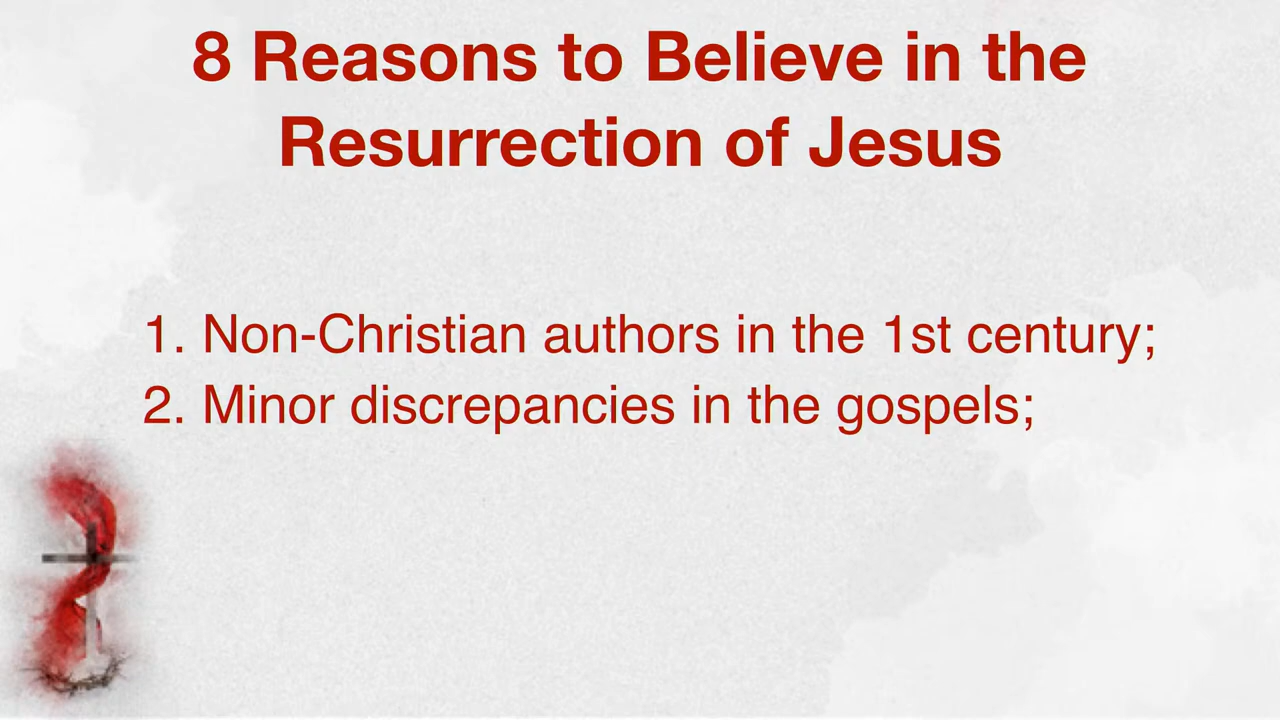 8 Reasons to Believe in the
Resurrection of Jesus
1. Non-Christian authors in the 1st century;
2. Minor discrepancies in the gospels;